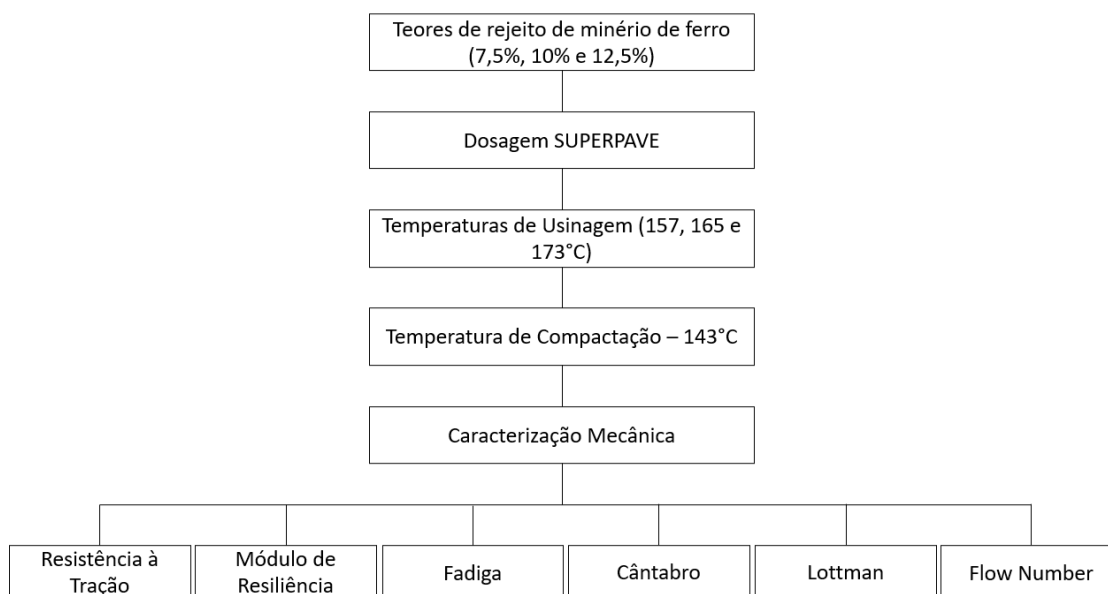 Teores de rejeito de minério de ferro
(7,5%, 10% e 12,5%)
Dosagem SUPERPAVE
Temperaturas de Usinagem (157, 165 e
173°C)
Temperatura de Compactação – 143°C
Caracterização Mecânica
Resistência à
Tração
Módulo de
Resiliência
Fadiga
Cântabro
Lottman
Flow Number